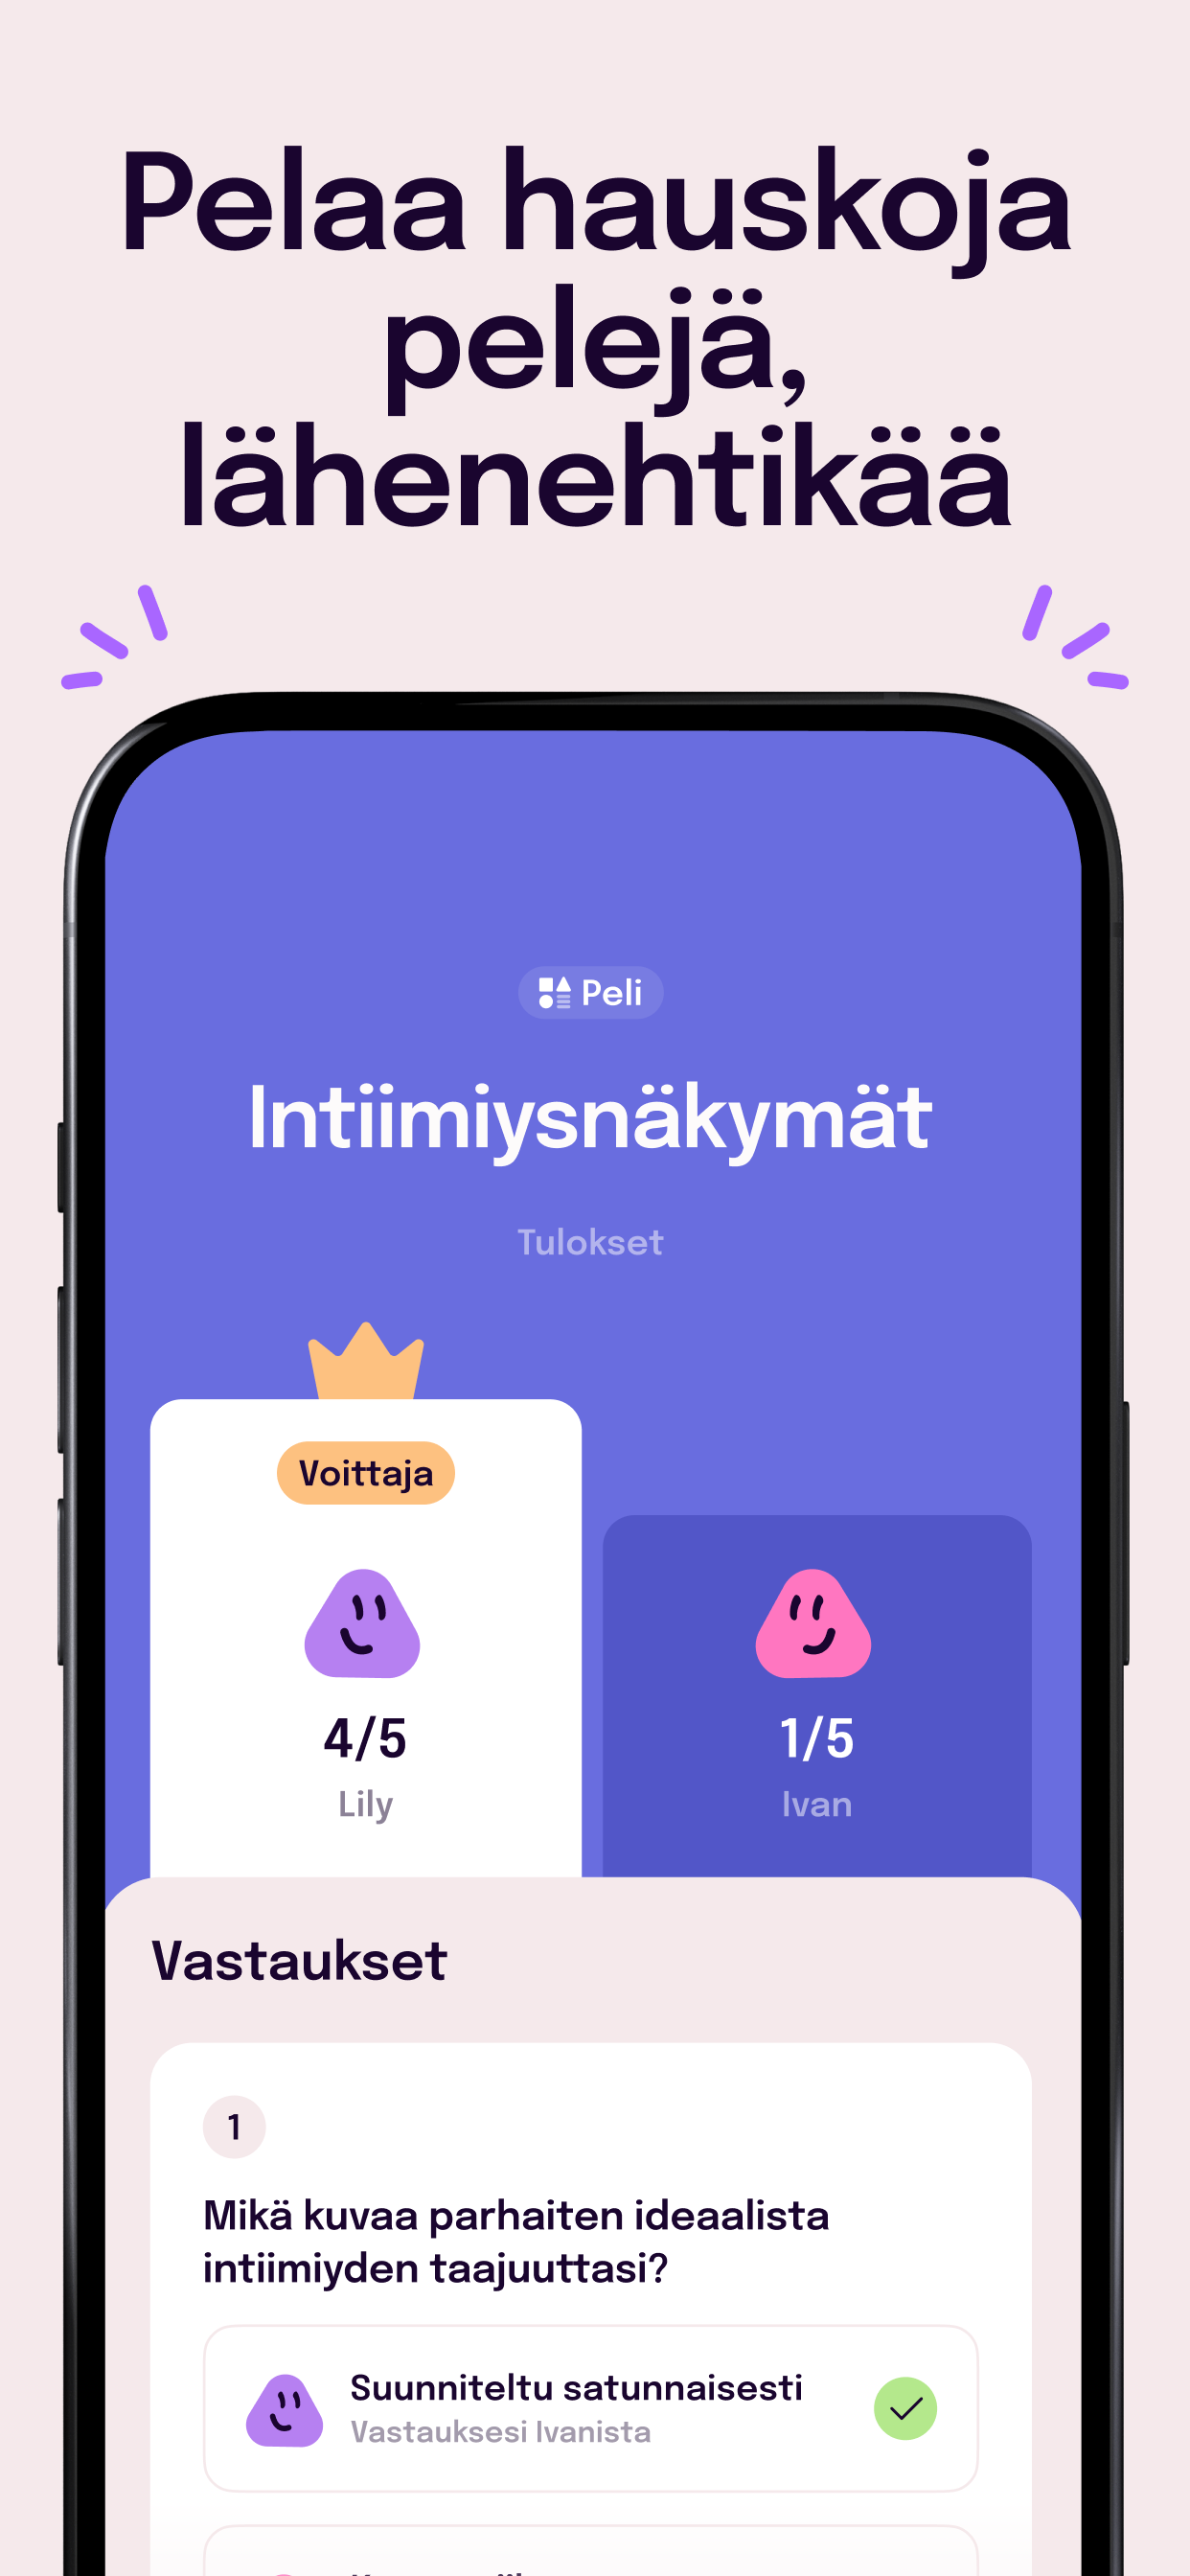 Pelaa hauskoja
pelejä,
lähenehtikää
Peli
Intiimiysnäkymät
Tulokset
Voittaja
4/5
Lily
1/5
Ivan
Vastaukset
1
Mikä kuvaa parhaiten ideaalista
intiimiyden taajuuttasi?
Suunniteltu satunnaisesti
Vastauksesi Ivanista